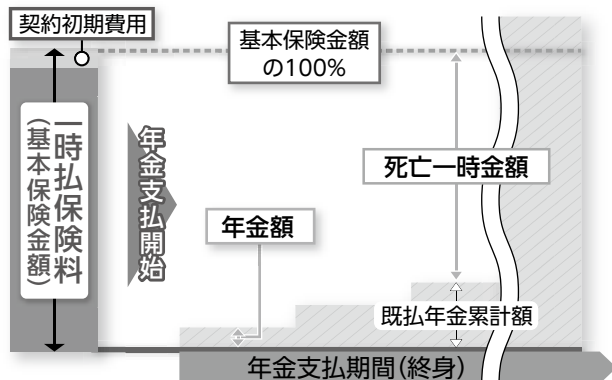 契約初期費用
基本保険金額
の100%
一時払保険料
(基本保険金額)
年金支払開始
年金額
死亡一時金額
既払年金累計額
年金支払期間(終身)